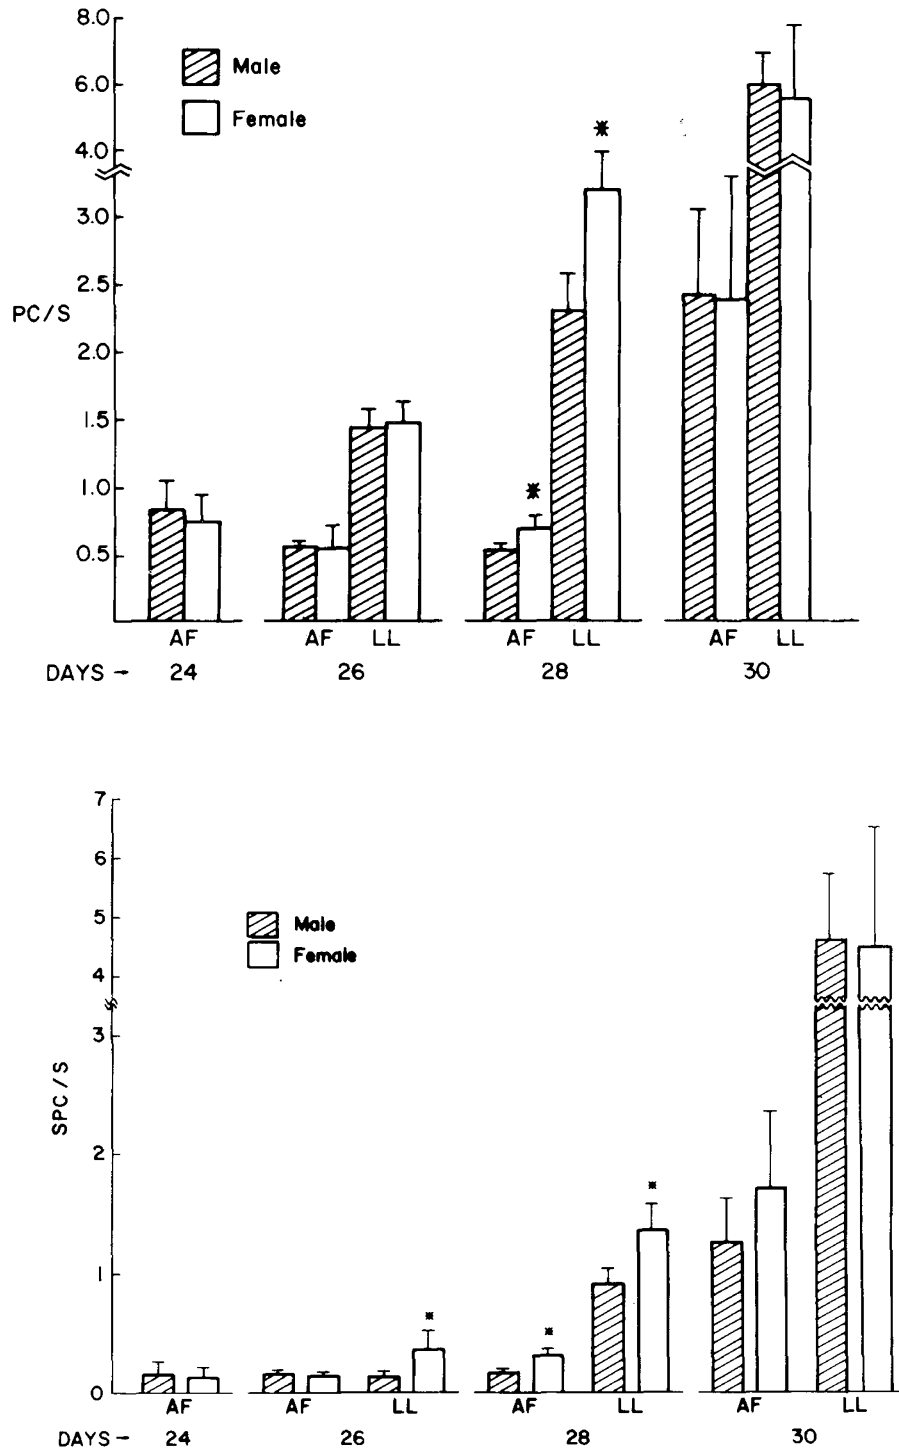 8.0
6.0
4.0
3.0
2.5
2.0
1.5
1.0
0.5
PC/S
Male
Female
*
*
AF AF LL AF LL AF LL
DAYS → 24 26 28 30
7
6
5
4
3
2
1
0
SPC/S
Male
Female
*
*
*
AF AF LL AF LL AF LL
DAYS → 24 26 28 30